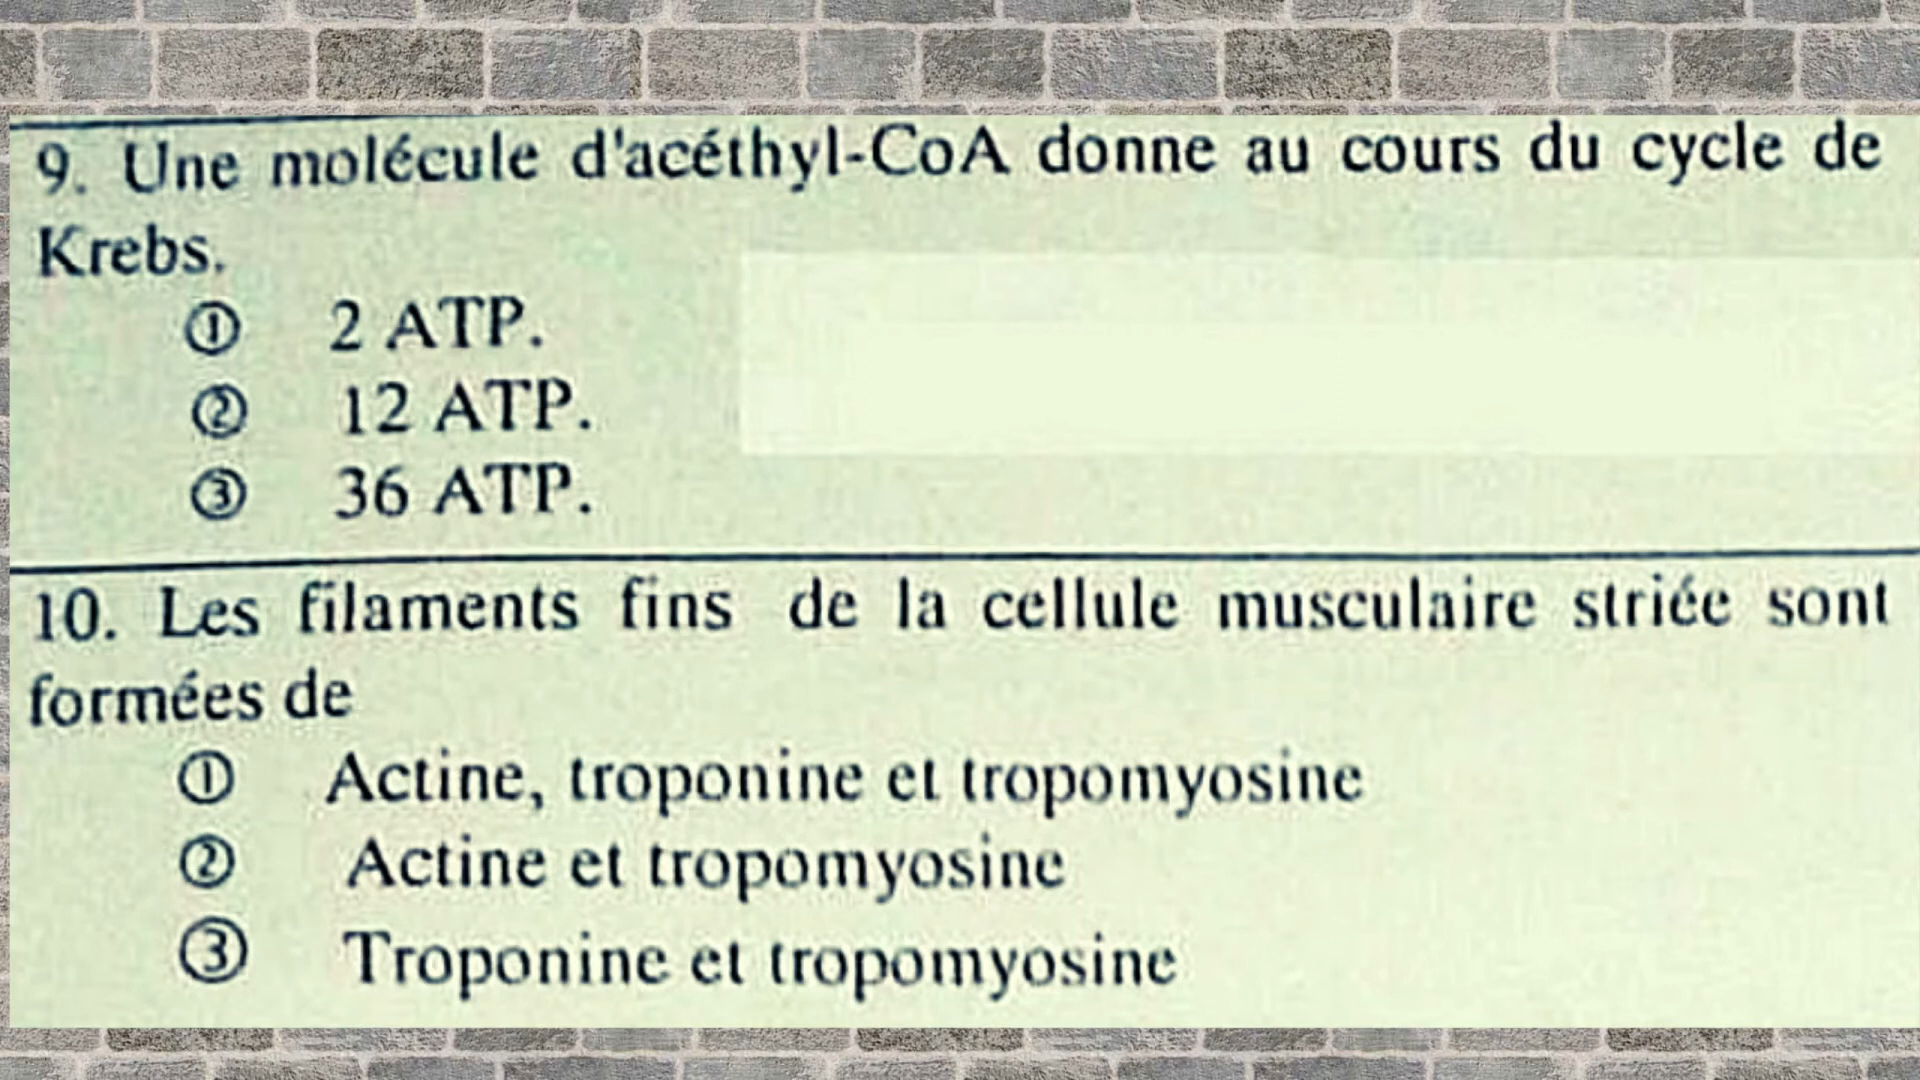 9. Une molécule d'acéthyl-CoA donne au cours du cycle de
Krebs.
① 2 ATP.
② 12 ATP.
③ 36 ATP.
10. Les filaments fins de la cellule musculaire striée sont
formées de
① Actine, troponine et tropomyosine
② Actine et tropomyosine
③ Troponine et tropomyosine